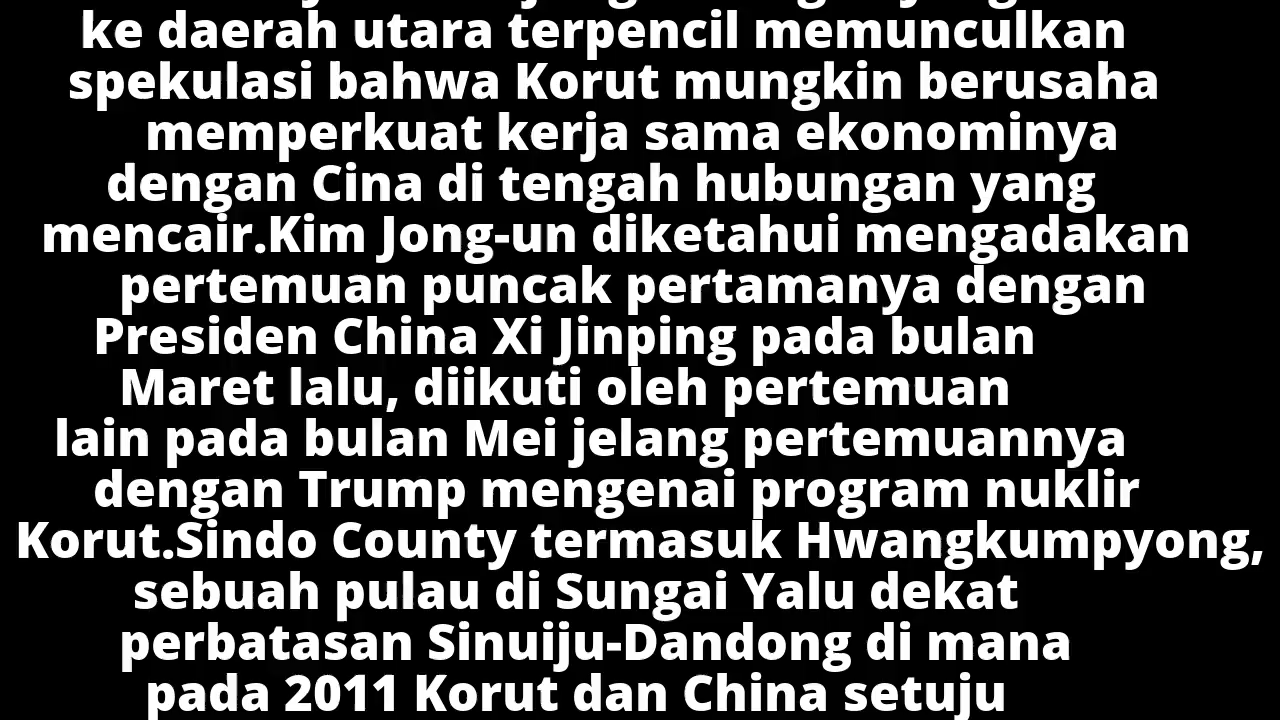 ke daerah utara terpencil memunculkan
spekulasi bahwa Korut mungkin berusaha
memperkuat kerja sama ekonominya
dengan Cina di tengah hubungan yang
mencair.Kim Jong-un diketahui mengadakan
pertemuan puncak pertamanya dengan
Presiden China Xi Jinping pada bulan
Maret lalu, diikuti oleh pertemuan
lain pada bulan Mei jelang pertemuannya
dengan Trump mengenai program nuklir
Korut.Sindo County termasuk Hwangkumpyong,
sebuah pulau di Sungai Yalu dekat
perbatasan Sinuiju-Dandong di mana
pada 2011 Korut dan China setuju